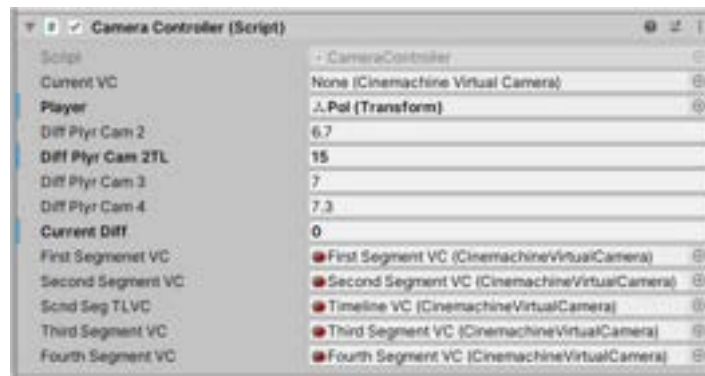 Camera Controller (Script)
Script CameraController
Current VC None (Cinemachine Virtual Camera)
Player Pol (Transform)
Diff Plyr Cam 2 6.7
Diff Plyr Cam 2TL 15
Diff Plyr Cam 3 7
Diff Plyr Cam 4 7.3
Current Diff 0
First Segmenet VC First Segment VC (CinemachineVirtualCamera)
Second Segment VC Second Segment VC (CinemachineVirtualCamera)
Scnd Seg TLVC Timeline VC (CinemachineVirtualCamera)
Third Segment VC Third Segment VC (CinemachineVirtualCamera)
Fourth Segment VC Fourth Segment VC (CinemachineVirtualCamera)